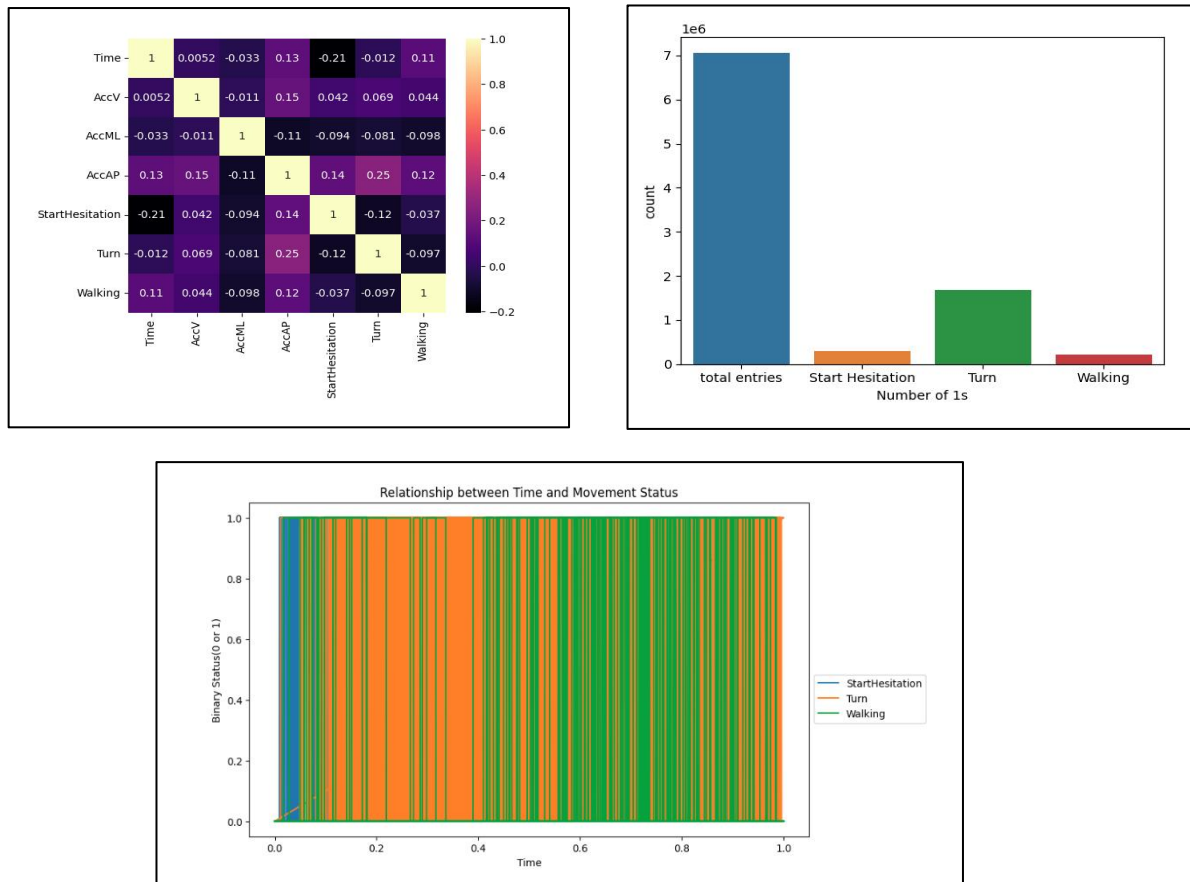 Time 1 0.0052 -0.033 0.13 -0.21 -0.012 0.11
AccV 0.0052 1 -0.011 0.15 0.042 0.069 0.044
AccML -0.033 -0.011 1 -0.11 -0.094 -0.081 -0.098
AccAP 0.13 0.15 -0.11 1 0.14 0.25 0.12
StartHesitation -0.21 0.042 -0.094 0.14 1 -0.12 -0.037
Turn -0.012 0.069 -0.081 0.25 -0.12 1 -0.097
Walking 0.11 0.044 -0.098 0.12 -0.037 -0.097 1
Time AccV AccML AccAP StartHesitation Turn Walking
1.0
0.8
0.6
0.4
0.2
0.0
−0.2
1e6
7
6
5
4
3
2
1
0
count
total entries Start Hesitation Turn Walking
Number of 1s
Relationship between Time and Movement Status
1.0
0.8
0.6
0.4
0.2
0.0
Binary Status(0 or 1)
0.0 0.2 0.4 0.6 0.8 1.0
Time
StartHesitation
Turn
Walking